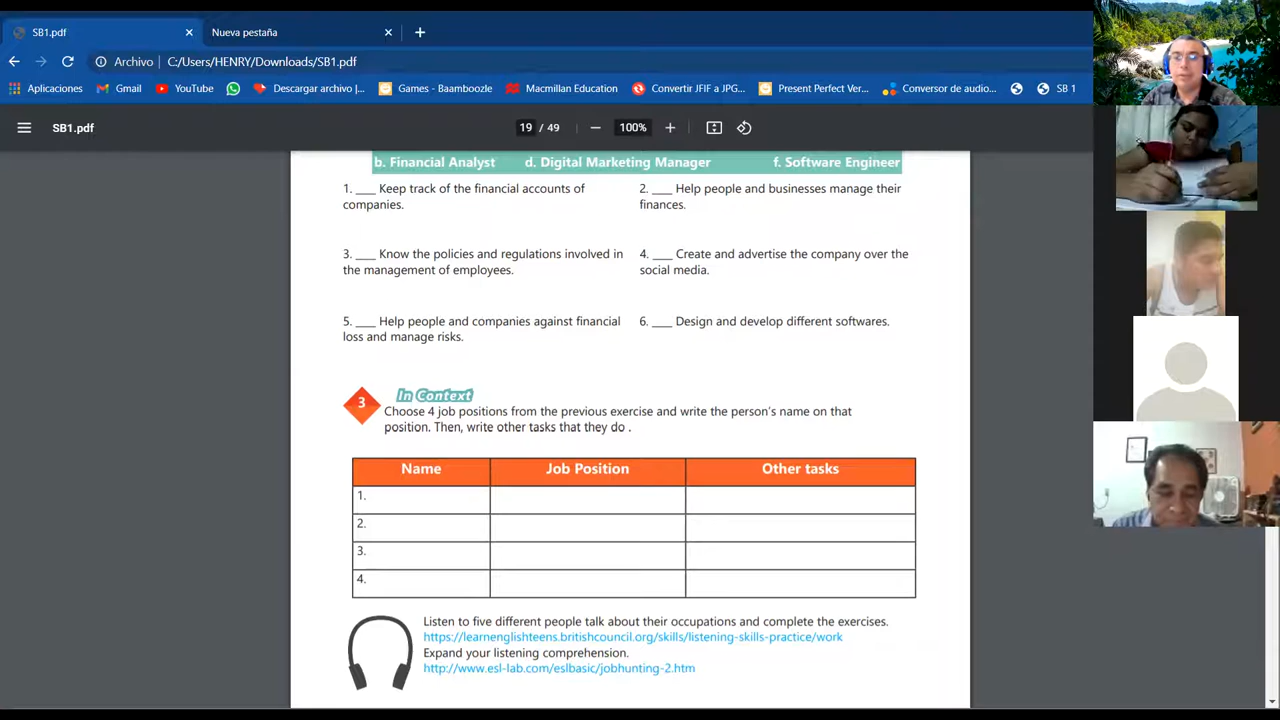 SB1.pdf
Nueva pestaña
Archivo C:/Users/HENRY/Downloads/SB1.pdf
Aplicaciones Gmail YouTube Descargar archivo |... Games - Baamboozle Macmillan Education Convertir JFIF a JPG... Present Perfect Ver... Conversor de audio... SB 1
SB1.pdf 19 / 49 100%
b. Financial Analyst d. Digital Marketing Manager f. Software Engineer
1. ___ Keep track of the financial accounts of
companies.
2. ___ Help people and businesses manage their
finances.
3. ___ Know the policies and regulations involved in
the management of employees.
4. ___ Create and advertise the company over the
social media.
5. ___ Help people and companies against financial
loss and manage risks.
6. ___ Design and develop different softwares.
3 In Context
Choose 4 job positions from the previous exercise and write the person's name on that
position. Then, write other tasks that they do .
Name Job Position Other tasks
1.
2.
3.
4.
Listen to five different people talk about their occupations and complete the exercises.
https://learnenglishteens.britishcouncil.org/skills/listening-skills-practice/work
Expand your listening comprehension.
http://www.esl-lab.com/eslbasic/jobhunting-2.htm